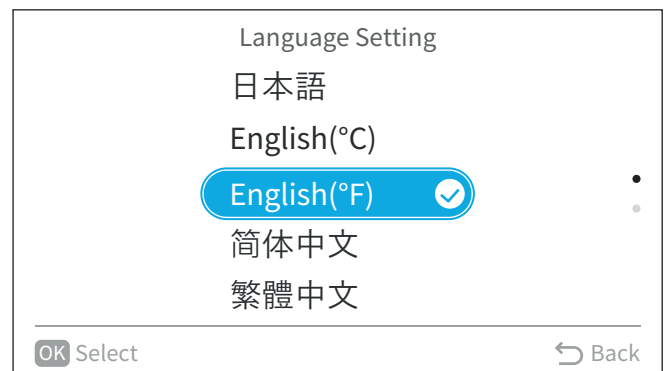 Language Setting
日本語
English(°C)
English(°F)
简体中文
繁體中文
OK Select
Back